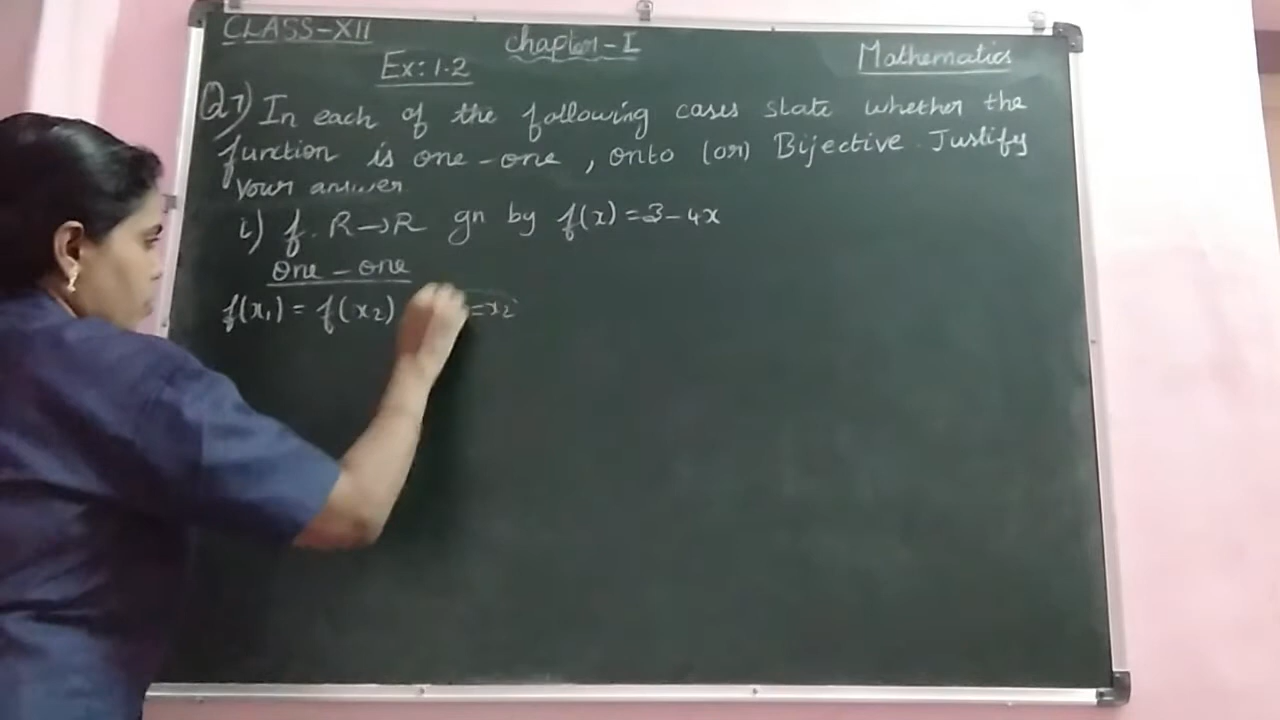 CLASS-XII
Chapter-I
Mathematics
Ex: 1.2
Q7) In each of the following cases state whether the
function is one-one, onto (or) Bijective. Justify
your answer
i) f. R→R gn by f(x) = 3-4x
One-one
f(x₁) = f(x₂) =x₂